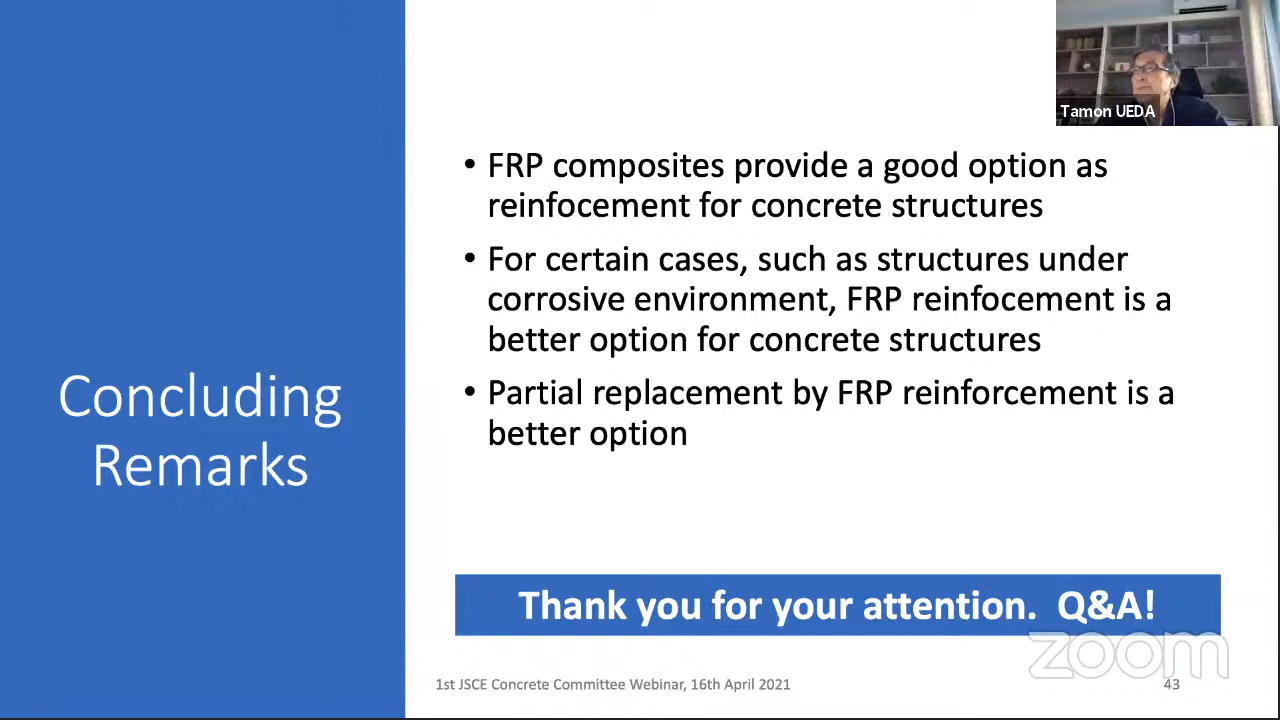 Tamon UEDA
• FRP composites provide a good option as
reinfocement for concrete structures
• For certain cases, such as structures under
corrosive environment, FRP reinfocement is a
better option for concrete structures
• Partial replacement by FRP reinforcement is a
better option
Concluding
Remarks
Thank you for your attention.  Q&A!
zoom
1st JSCE Concrete Committee Webinar, 16th April 2021
43